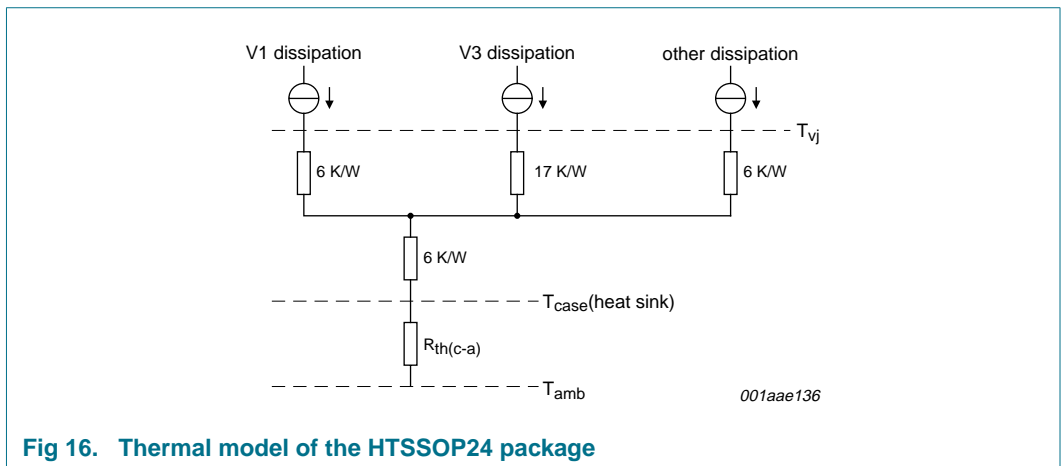 V1 dissipation V3 dissipation other dissipation
Tvj
6 K/W 17 K/W 6 K/W
6 K/W
Tcase(heat sink)
Rth(c-a)
Tamb
001aae136
Fig 16. Thermal model of the HTSSOP24 package